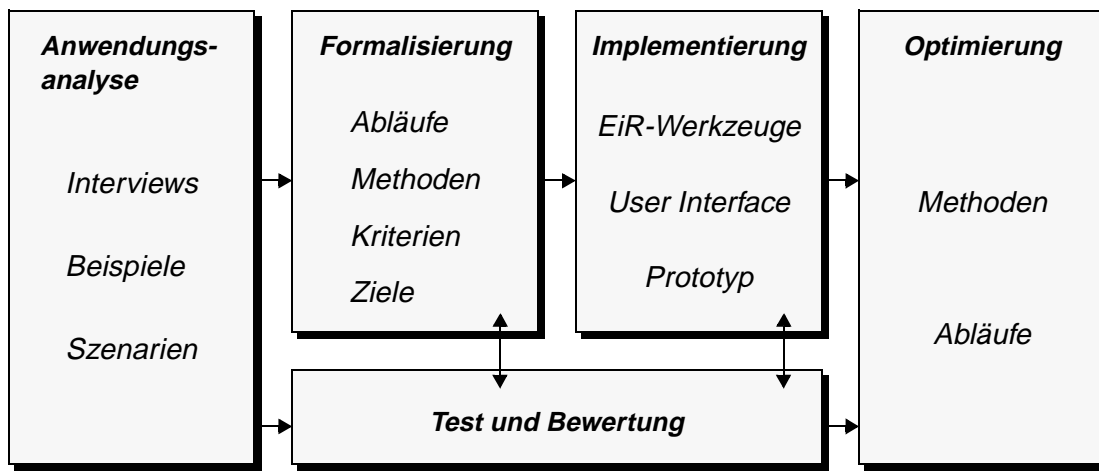 Anwendungs-
analyse
Interviews
Beispiele
Szenarien
Formalisierung
Abläufe
Methoden
Kriterien
Ziele
Implementierung
EiR-Werkzeuge
User Interface
Prototyp
Optimierung
Methoden
Abläufe
Test und Bewertung